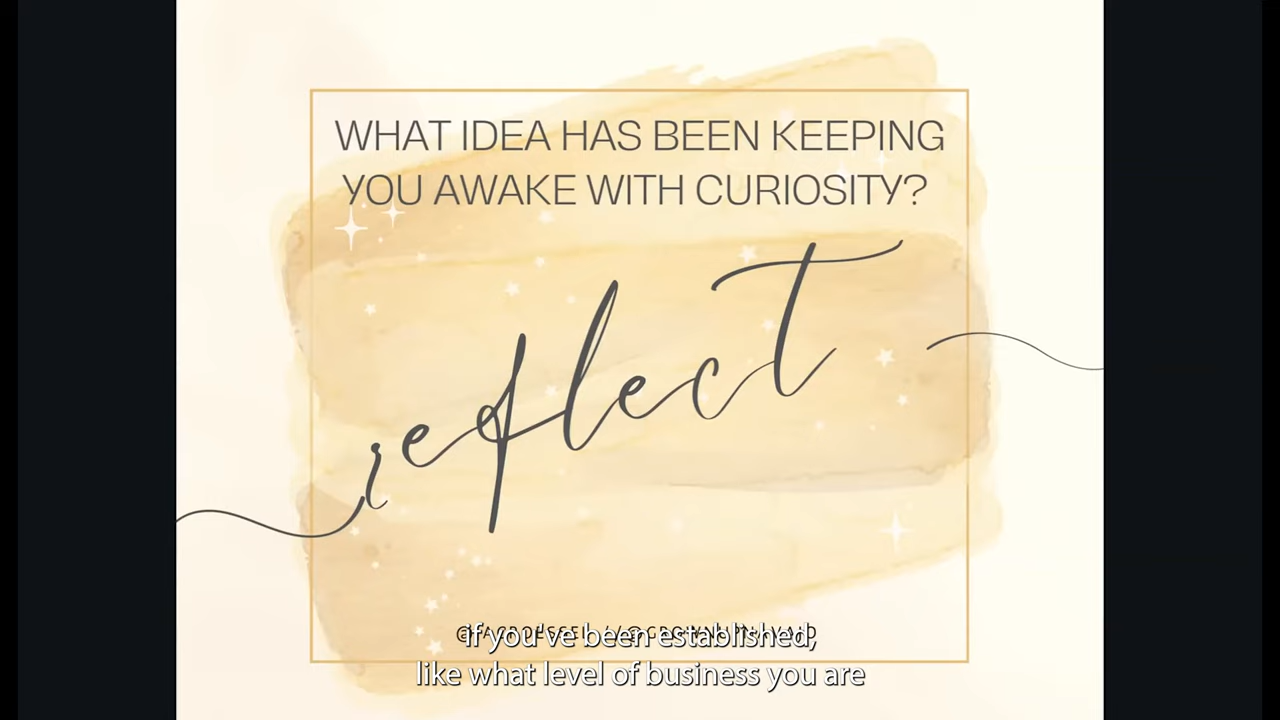 WHAT IDEA HAS BEEN KEEPING
YOU AWAKE WITH CURIOSITY?
reflect
if you've been established,
like what level of business you are